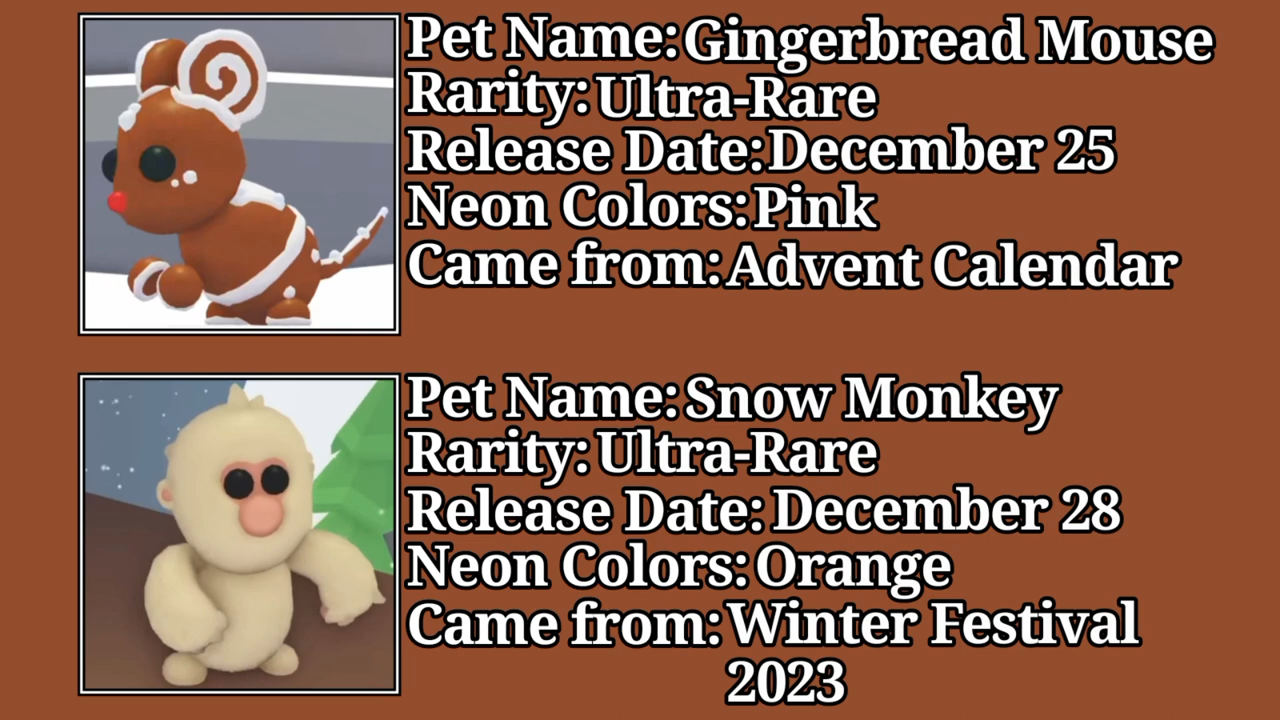 Pet Name: Gingerbread Mouse
Rarity: Ultra-Rare
Release Date: December 25
Neon Colors: Pink
Came from: Advent Calendar
Pet Name: Snow Monkey
Rarity: Ultra-Rare
Release Date: December 28
Neon Colors: Orange
Came from: Winter Festival
2023